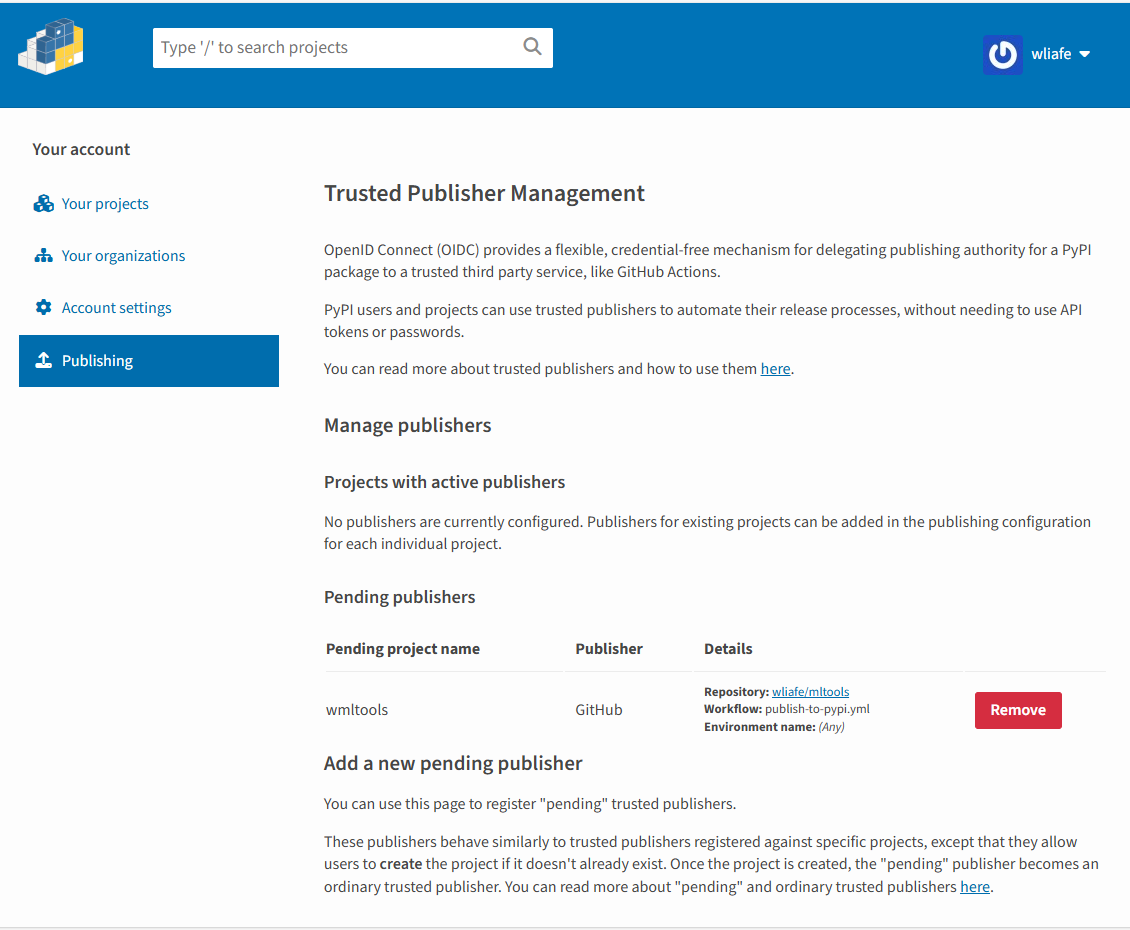 Type '/' to search projects
wliafe
Your account
Your projects
Your organizations
Account settings
Publishing
Trusted Publisher Management
OpenID Connect (OIDC) provides a flexible, credential-free mechanism for delegating publishing authority for a PyPI
package to a trusted third party service, like GitHub Actions.
PyPI users and projects can use trusted publishers to automate their release processes, without needing to use API
tokens or passwords.
You can read more about trusted publishers and how to use them here.
Manage publishers
Projects with active publishers
No publishers are currently configured. Publishers for existing projects can be added in the publishing configuration
for each individual project.
Pending publishers
Pending project name Publisher Details
wmltools GitHub
Repository: wliafe/mltools
Workflow: publish-to-pypi.yml
Environment name: (Any)
Remove
Add a new pending publisher
You can use this page to register "pending" trusted publishers.
These publishers behave similarly to trusted publishers registered against specific projects, except that they allow
users to create the project if it doesn't already exist. Once the project is created, the "pending" publisher becomes an
ordinary trusted publisher. You can read more about "pending" and ordinary trusted publishers here.